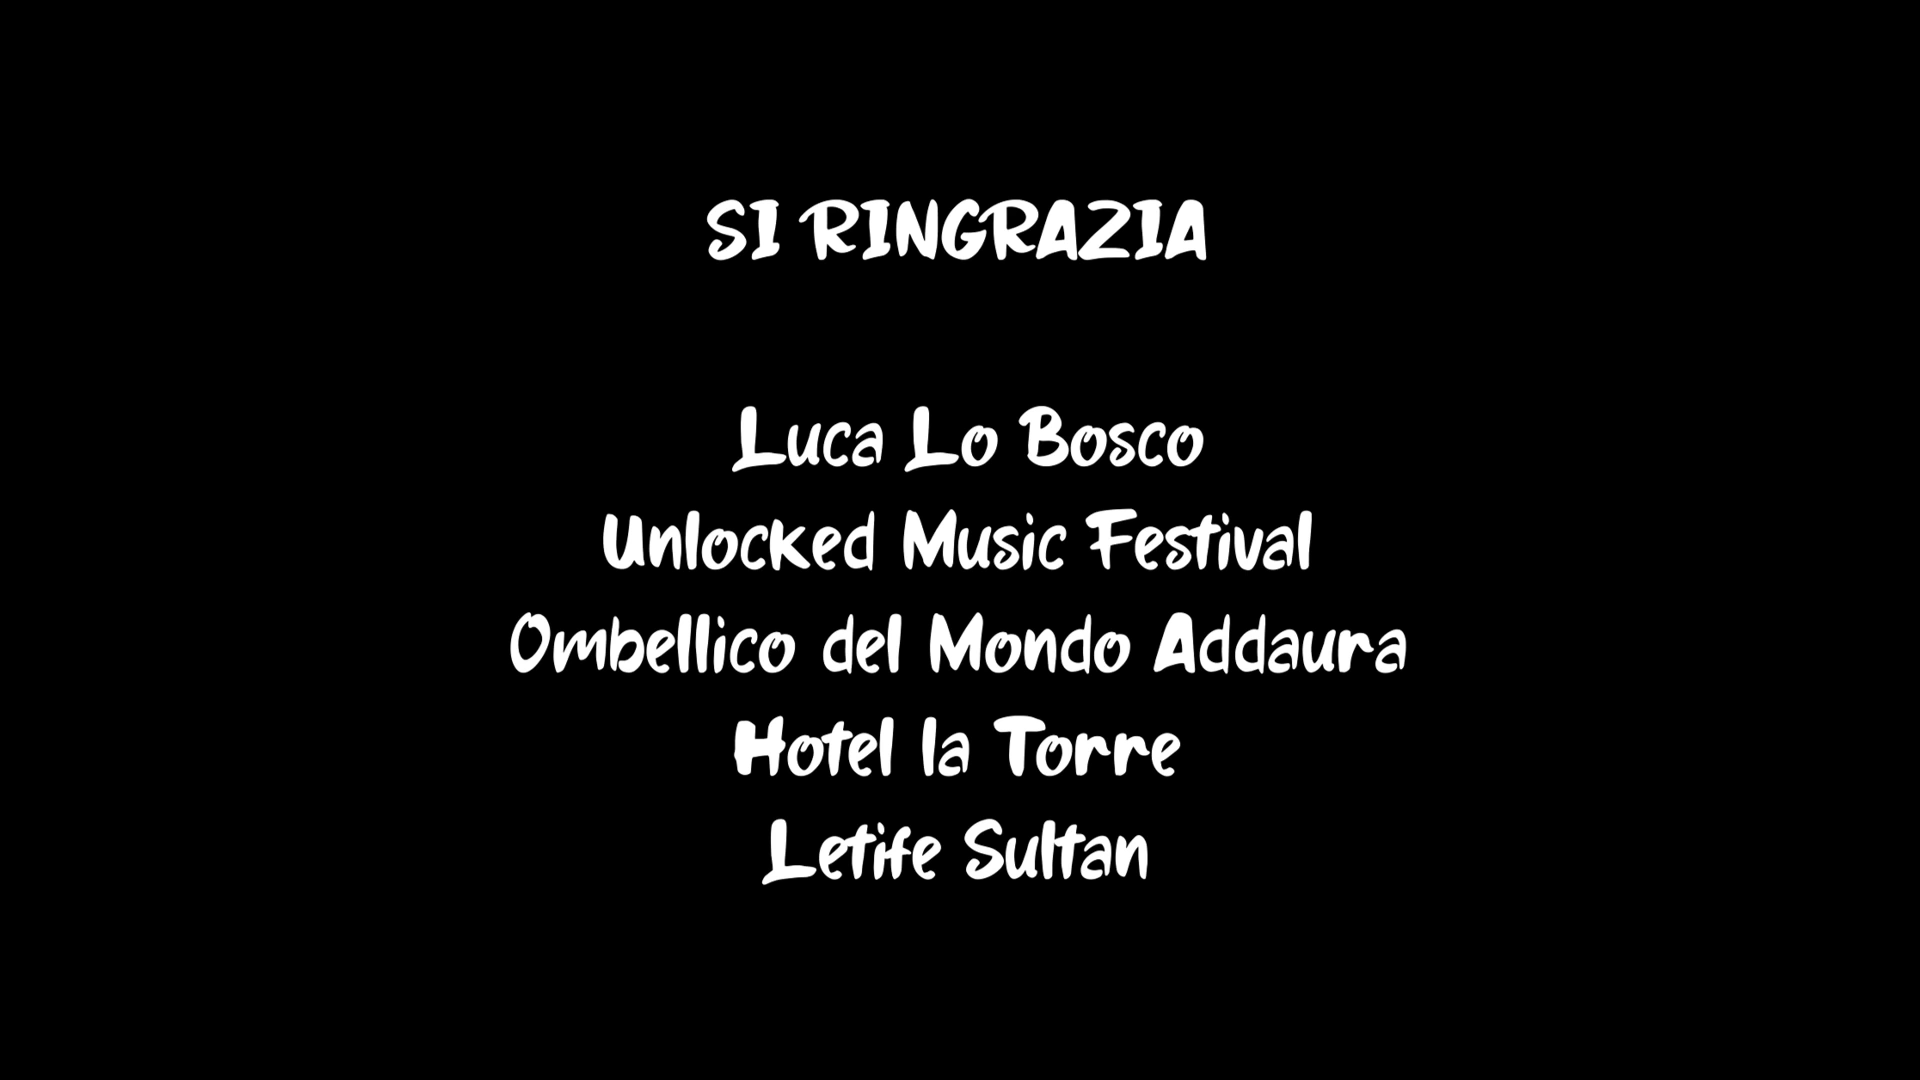 SI RINGRAZIA
Luca Lo Bosco
Unlocked Music Festival
Ombellico del Mondo Addaura
Hotel la Torre
Letife Sultan